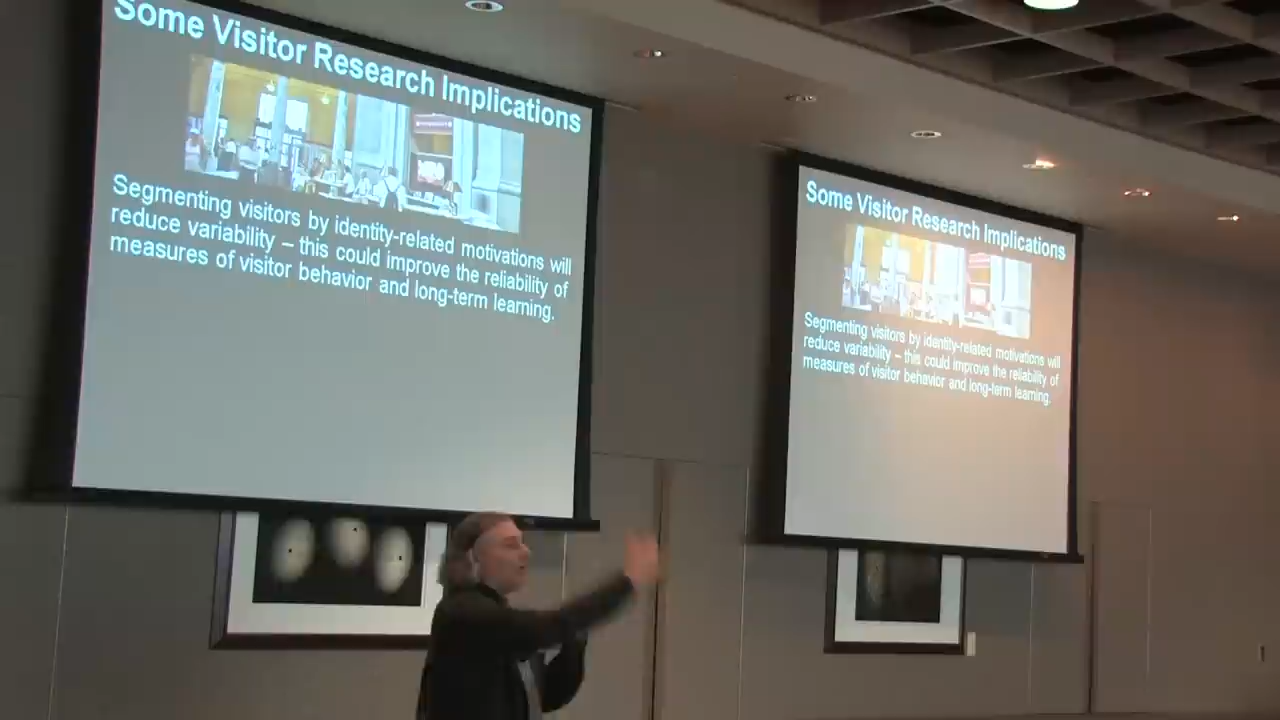 Some Visitor Research Implications
Segmenting visitors by identity-related motivations will
reduce variability – this could improve the reliability of
measures of visitor behavior and long-term learning.
Some Visitor Research Implications
Segmenting visitors by identity-related motivations will
reduce variability – this could improve the reliability of
measures of visitor behavior and long-term learning.